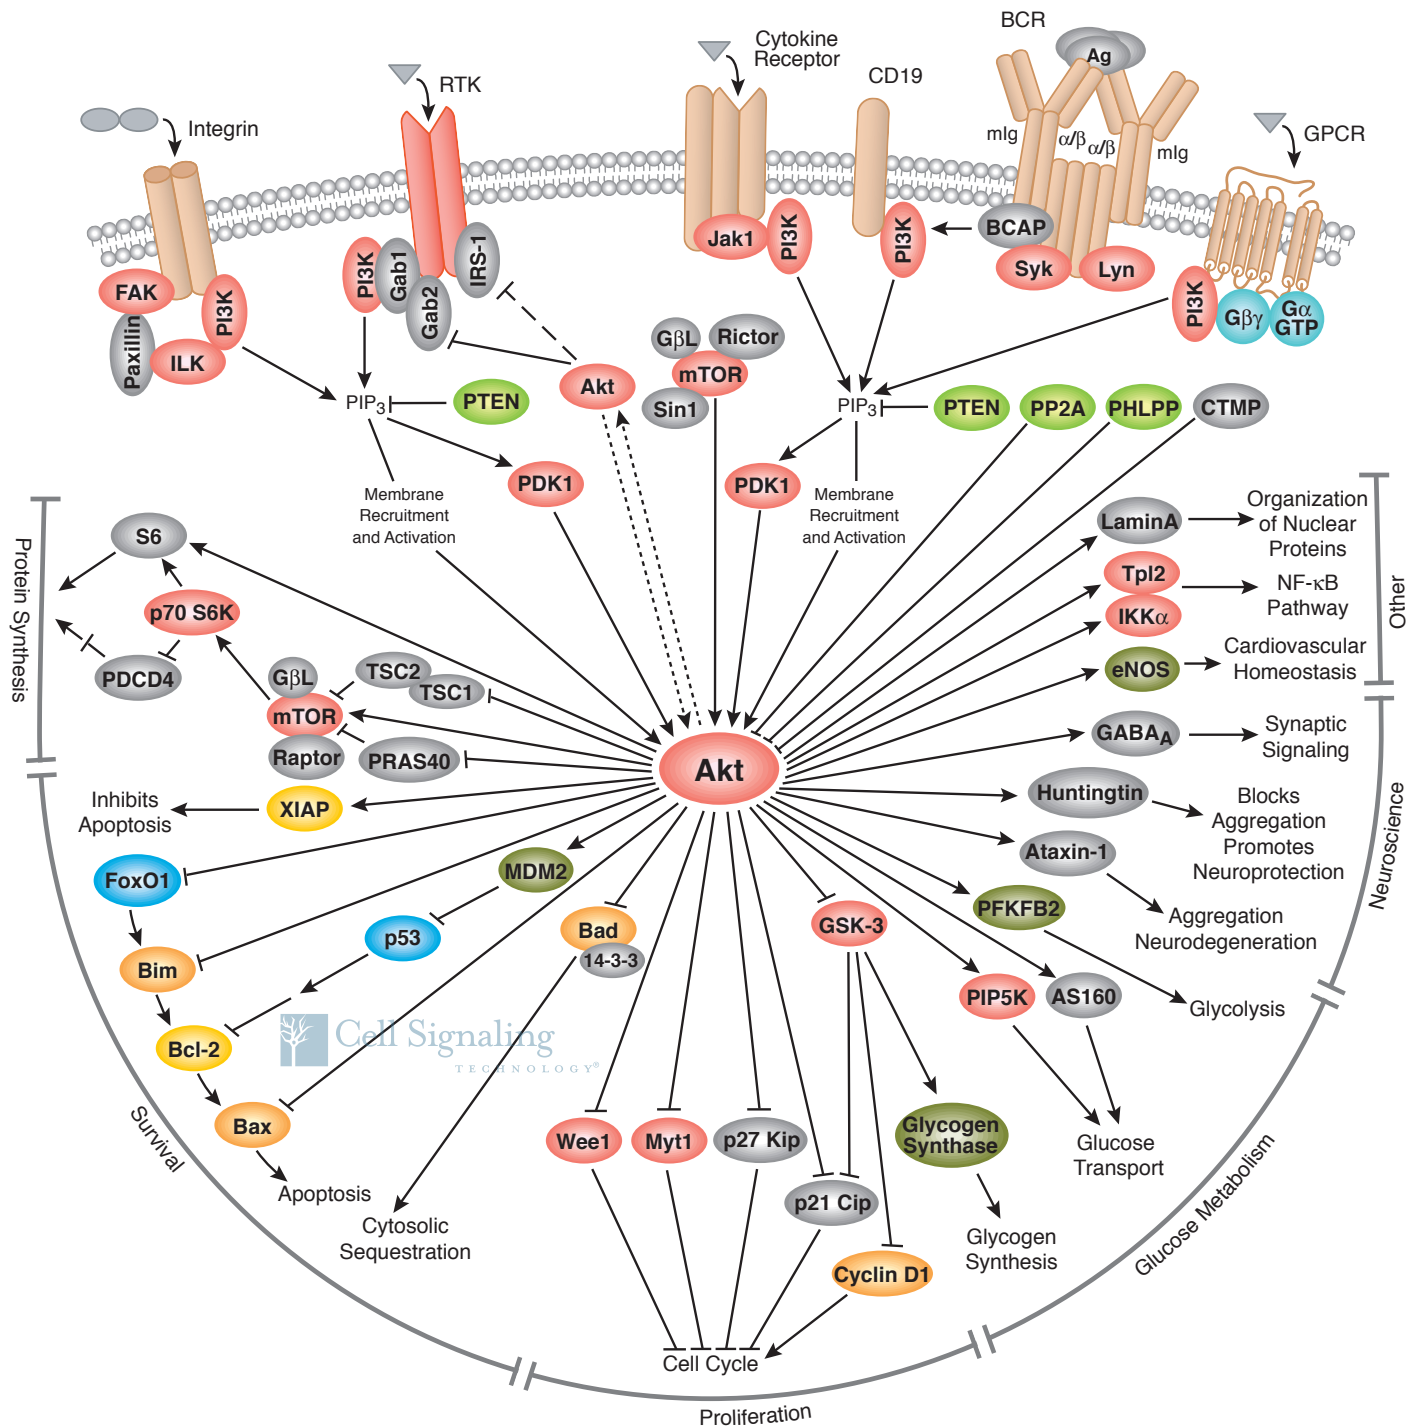 BCR
Ag
Cytokine
Receptor
CD19
RTK
Integrin
mIg
α/β
α/β
mIg
GPCR
Jak1
PI3K
PI3K
BCAP
Syk
Lyn
PI3K
Gβγ
Gα
GTP
FAK
Paxillin
ILK
PI3K
PI3K
Gab1
Gab2
IRS-1
GβL
Rictor
mTOR
Sin1
Akt
PIP3
PTEN
PIP3
PTEN
PP2A
PHLPP
CTMP
PDK1
PDK1
Membrane
Recruitment
and Activation
Membrane
Recruitment
and Activation
Protein Synthesis
S6
p70 S6K
PDCD4
GβL
mTOR
Raptor
TSC2
TSC1
PRAS40
LaminA
Organization
of Nuclear
Proteins
Tpl2
IKKα
NF-κB
Pathway
eNOS
Cardiovascular
Homeostasis
Other
GABAA
Synaptic
Signaling
Akt
Huntingtin
Blocks
Aggregation
Promotes
Neuroprotection
Ataxin-1
Aggregation
Neurodegeneration
Neuroscience
Inhibits
Apoptosis
XIAP
FoxO1
MDM2
p53
Bim
Bcl-2
Bax
Apoptosis
Survival
Bad
14-3-3
Cytosolic
Sequestration
Cell Signaling
TECHNOLOGY®
GSK-3
PFKFB2
PIP5K
AS160
Glycolysis
Wee1
Myt1
p27 Kip
p21 Cip
Glycogen
Synthase
Glucose
Transport
Glycogen
Synthesis
Cyclin D1
Glucose Metabolism
Cell Cycle
Proliferation